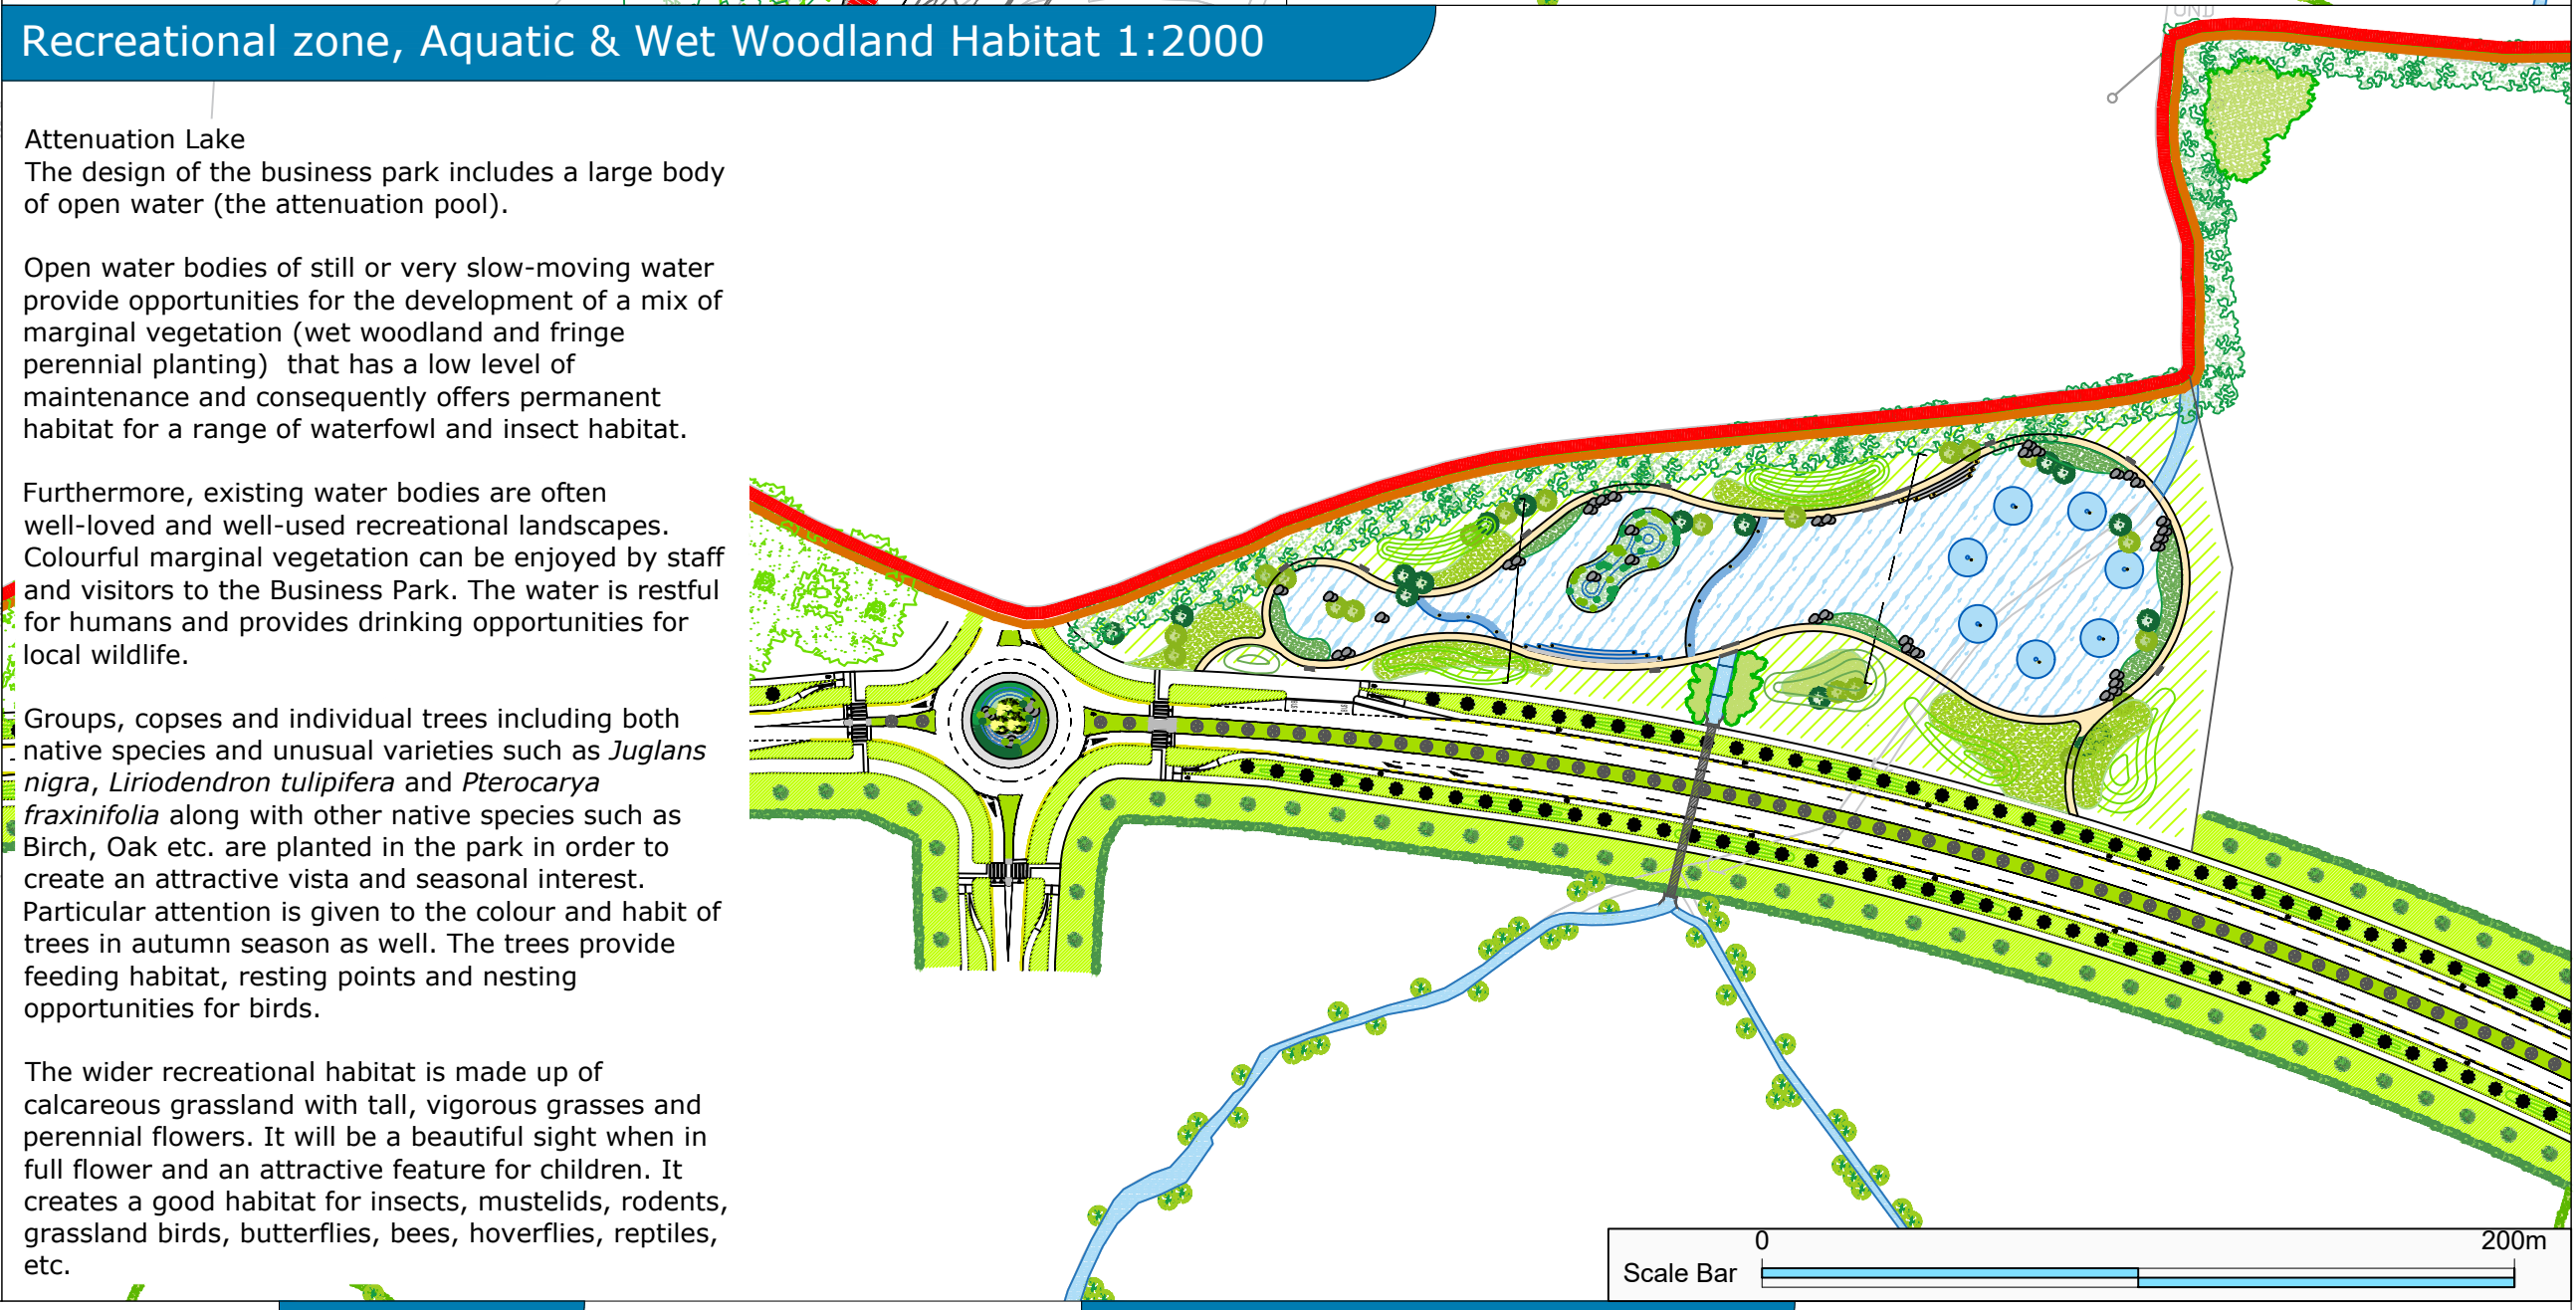 UND
Recreational zone, Aquatic & Wet Woodland Habitat 1:2000
Attenuation Lake
The design of the business park includes a large body
of open water (the attenuation pool).
Open water bodies of still or very slow-moving water
provide opportunities for the development of a mix of
marginal vegetation (wet woodland and fringe
perennial planting)  that has a low level of
maintenance and consequently offers permanent
habitat for a range of waterfowl and insect habitat.
Furthermore, existing water bodies are often
well-loved and well-used recreational landscapes.
Colourful marginal vegetation can be enjoyed by staff
and visitors to the Business Park. The water is restful
for humans and provides drinking opportunities for
local wildlife.
Groups, copses and individual trees including both
native species and unusual varieties such as Juglans
nigra, Liriodendron tulipifera and Pterocarya
fraxinifolia along with other native species such as
Birch, Oak etc. are planted in the park in order to
create an attractive vista and seasonal interest.
Particular attention is given to the colour and habit of
trees in autumn season as well. The trees provide
feeding habitat, resting points and nesting
opportunities for birds.
The wider recreational habitat is made up of
calcareous grassland with tall, vigorous grasses and
perennial flowers. It will be a beautiful sight when in
full flower and an attractive feature for children. It
creates a good habitat for insects, mustelids, rodents,
grassland birds, butterflies, bees, hoverflies, reptiles,
etc.
0 200m
Scale Bar